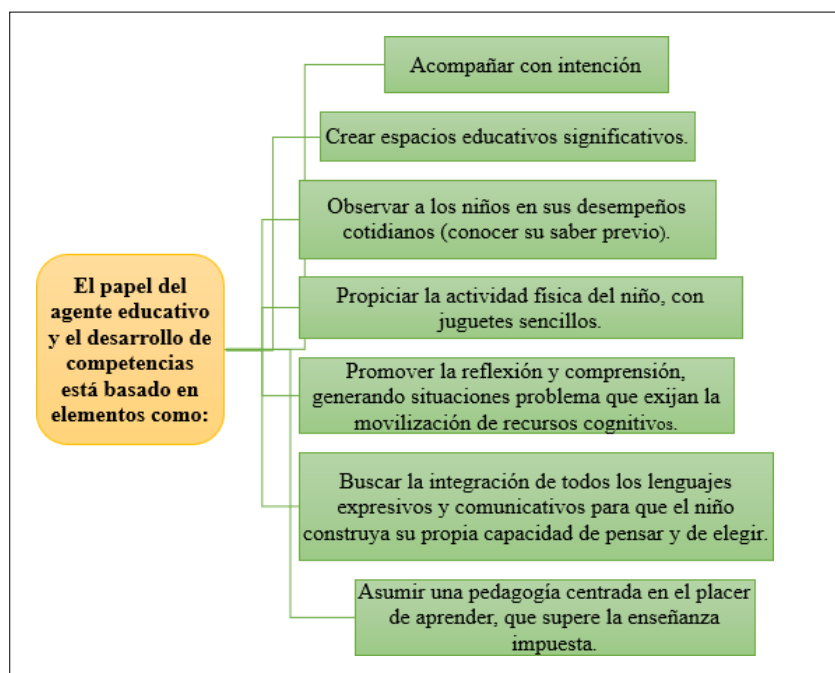 Acompañar con intención
Crear espacios educativos significativos.
Observar a los niños en sus desempeños
cotidianos (conocer su saber previo).
El papel del
agente educativo
y el desarrollo de
competencias
está basado en
elementos como:
Propiciar la actividad física del niño, con
juguetes sencillos.
Promover la reflexión y comprensión,
generando situaciones problema que exijan la
movilización de recursos cognitivos.
Buscar la integración de todos los lenguajes
expresivos y comunicativos para que el niño
construya su propia capacidad de pensar y de elegir.
Asumir una pedagogía centrada en el placer
de aprender, que supere la enseñanza
impuesta.